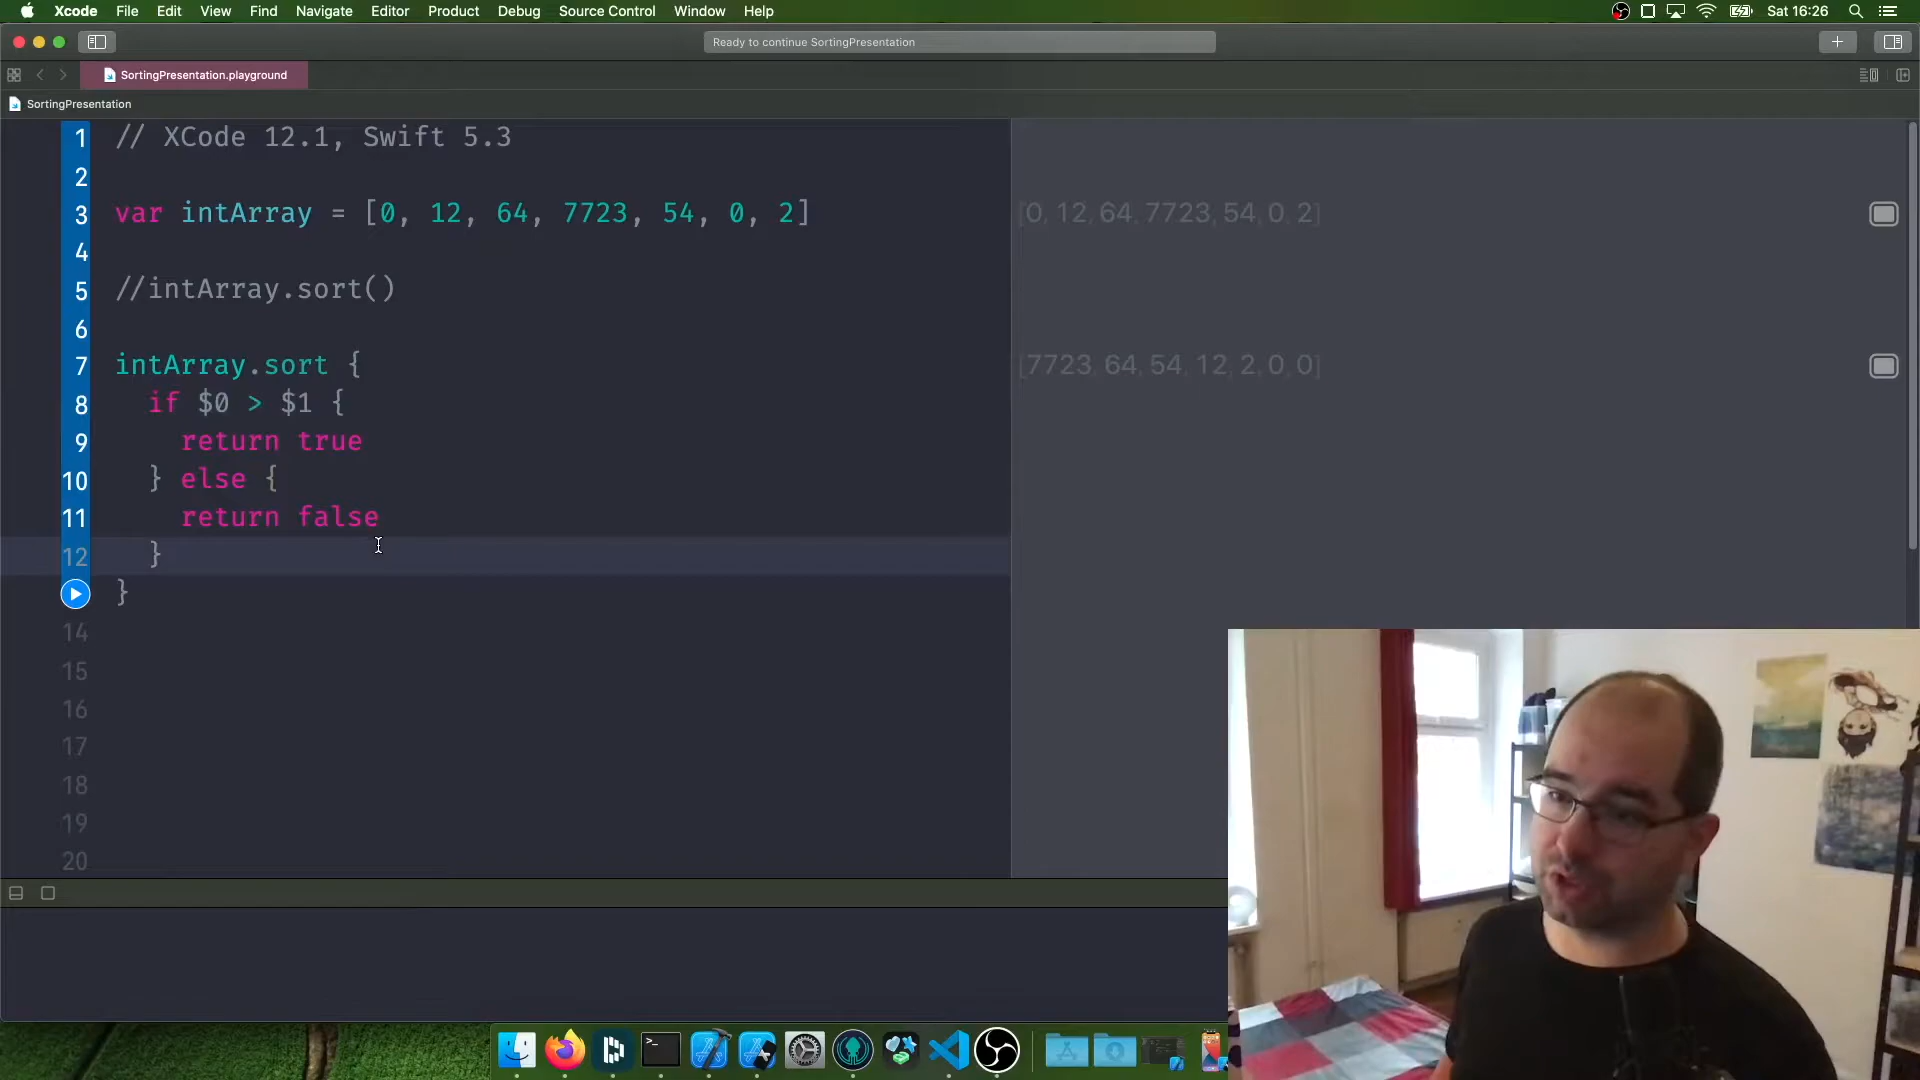 Xcode File Edit View Find Navigate Editor Product Debug Source Control Window Help Sat 16:26
Ready to continue SortingPresentation
SortingPresentation.playground
SortingPresentation
1 // XCode 12.1, Swift 5.3
2
3 var intArray = [0, 12, 64, 7723, 54, 0, 2] [0, 12, 64, 7723, 54, 0, 2]
4
5 //intArray.sort()
6
7 intArray.sort { [7723, 64, 54, 12, 2, 0, 0]
8 if $0 > $1 {
9 return true
10 } else {
11 return false
12 }
}
14
15
16
17
18
19
20